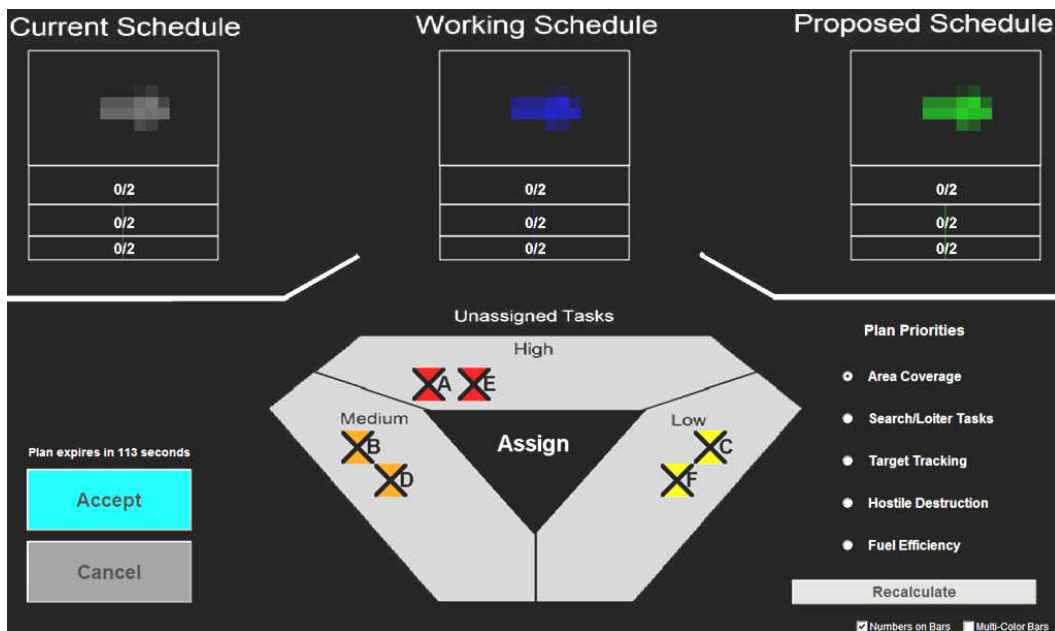 Current Schedule
Working Schedule
Proposed Schedule
0/2
0/2
0/2
0/2
0/2
0/2
0/2
0/2
0/2
Unassigned Tasks
High
A
E
Medium
B
D
Low
C
F
Assign
Plan expires in 113 seconds
Accept
Cancel
Plan Priorities
Area Coverage
Search/Loiter Tasks
Target Tracking
Hostile Destruction
Fuel Efficiency
Recalculate
Numbers on Bars
Multi-Color Bars